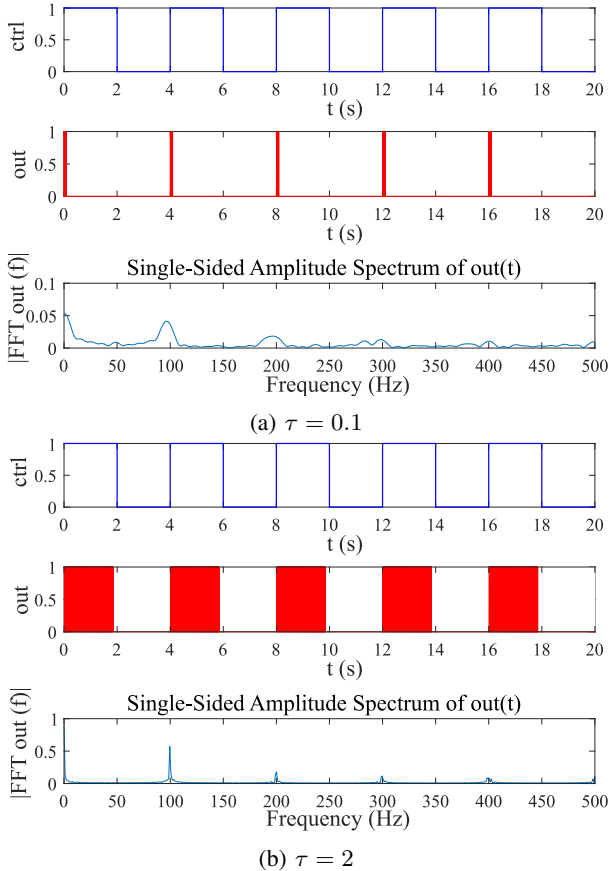 ctrl
1
0.5
0
0 2 4 6 8 10 12 14 16 18 20
t (s)
out
1
0.5
0
0 2 4 6 8 10 12 14 16 18 20
t (s)
Single-Sided Amplitude Spectrum of out(t)
|FFT out (f)|
0.1
0.05
0
0 50 100 150 200 250 300 350 400 450 500
Frequency (Hz)
(a) τ = 0.1
ctrl
1
0.5
0
0 2 4 6 8 10 12 14 16 18 20
t (s)
out
1
0.5
0
0 2 4 6 8 10 12 14 16 18 20
t (s)
Single-Sided Amplitude Spectrum of out(t)
|FFT out (f)|
1
0.5
0
0 50 100 150 200 250 300 350 400 450 500
Frequency (Hz)
(b) τ = 2